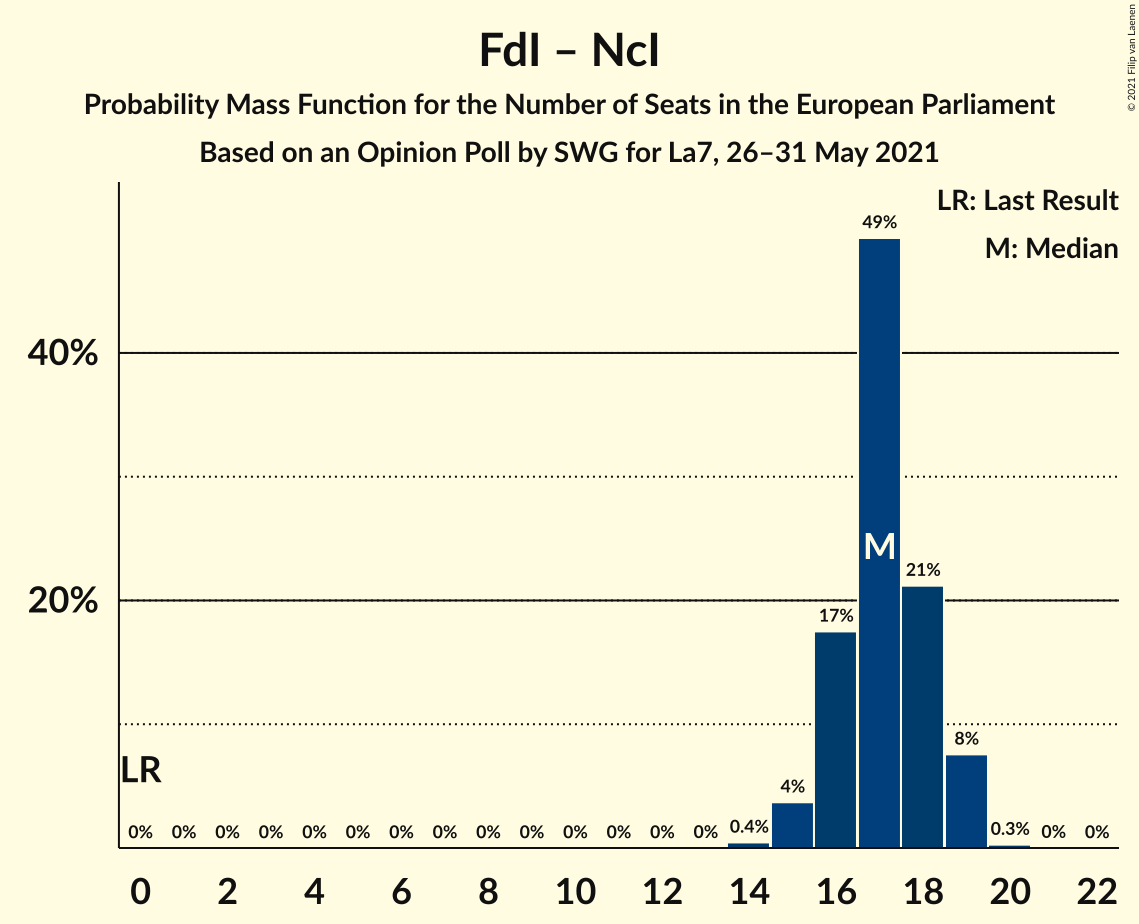 FdI – NcI
Probability Mass Function for the Number of Seats in the European Parliament
Based on an Opinion Poll by SWG for La7, 26–31 May 2021
© 2021 Filip van Laenen
LR: Last Result
M: Median
49%
40%
M
21%
20%
17%
8%
LR
4%
0% 0% 0% 0% 0% 0% 0% 0% 0% 0% 0% 0% 0% 0% 0.4% 0.3% 0% 0%
0 2 4 6 8 10 12 14 16 18 20 22